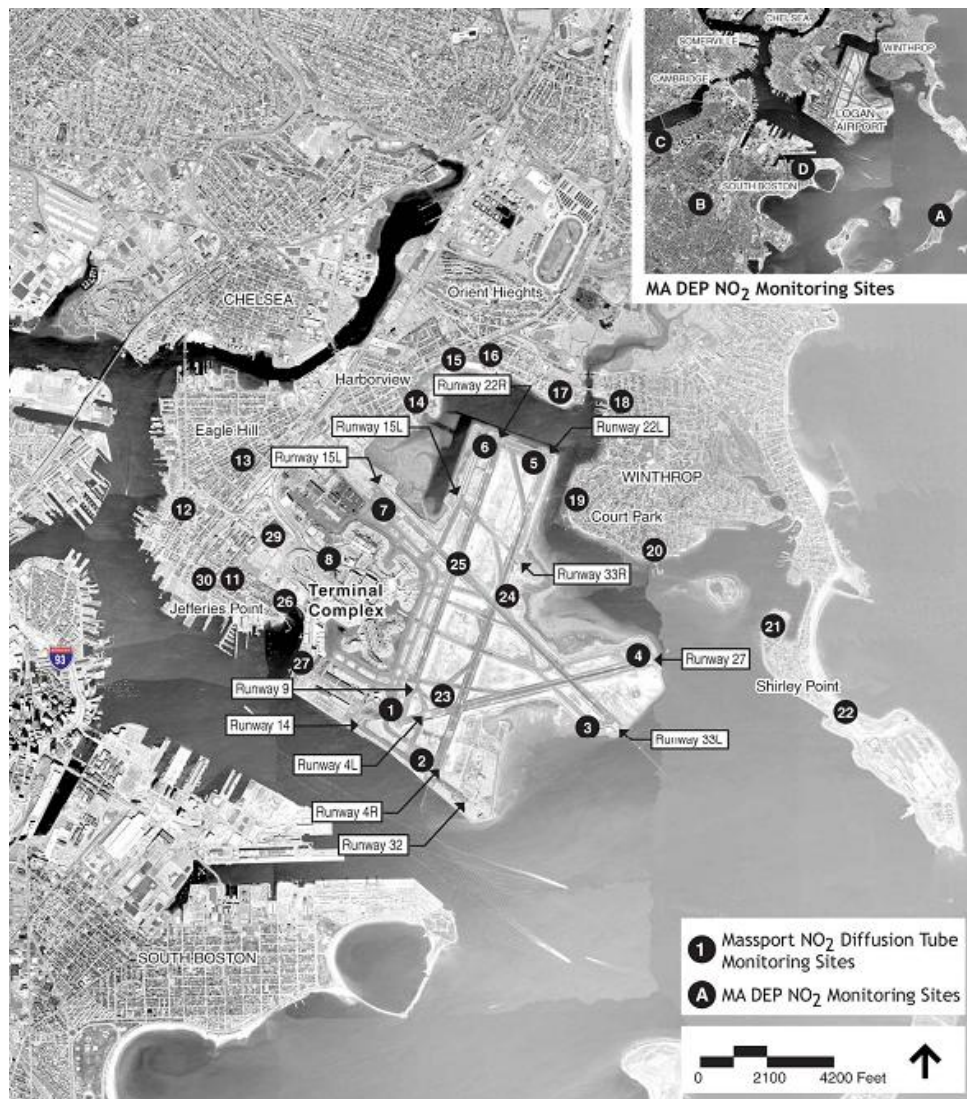 CHELSEA
SOMERVILLE
WINTHROP
CAMBRIDGE
LOGAN
AIRPORT
C
D
SOUTH BOSTON
B
A
MA DEP NO2 Monitoring Sites
CHELSEA
Orient Hieghts
15
16
Harborview
Runway 22R
17
14
18
Runway 15L
Runway 22L
Eagle Hill
6
Runway 15L
13
5
WINTHROP
7
19
12
Court Park
29
20
8
25
Runway 33R
30
11
Terminal
Complex
24
26
Jefferies Point
21
93
27
4
Runway 27
Runway 9
23
Shirley Point
1
22
Runway 14
3
Runway 33L
Runway 4L
2
Runway 4R
Runway 32
SOUTH BOSTON
1 Massport NO2 Diffusion Tube
Monitoring Sites
A MA DEP NO2 Monitoring Sites
0 2100 4200 Feet